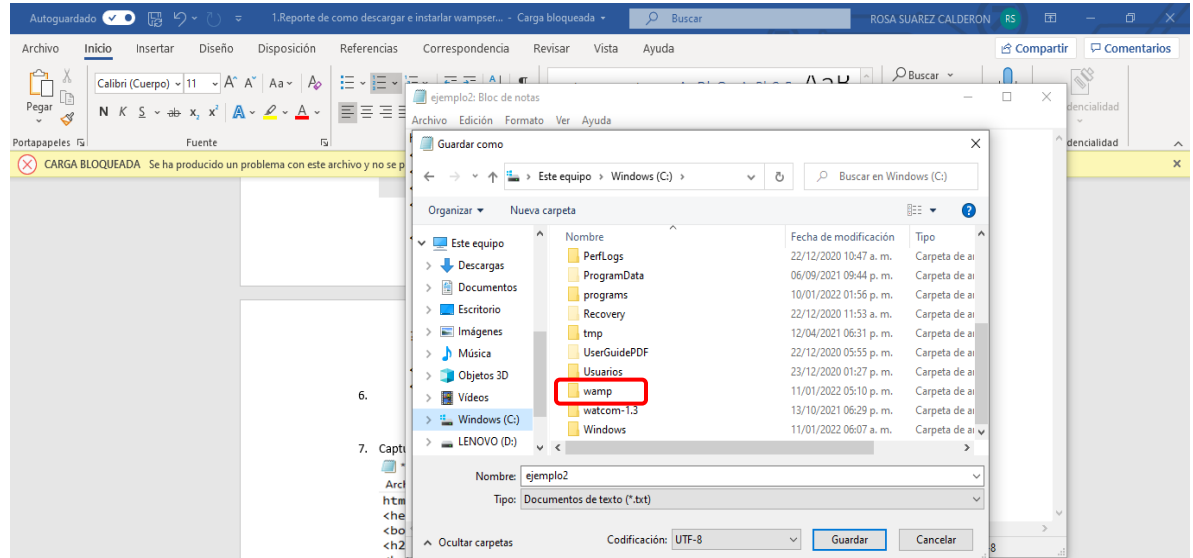 Autoguardado
1.Reporte de como descargar e instarlar wampser... - Carga bloqueada
Buscar
ROSA SUAREZ CALDERON RS
Archivo Inicio Insertar Diseño Disposición Referencias Correspondencia Revisar Vista Ayuda
Compartir Comentarios
Pegar
Calibri (Cuerpo) 11 A^ A˅ Aa A
N K S ab x₂ x² A A
Buscar
Portapapeles Fuente
CARGA BLOQUEADA Se ha producido un problema con este archivo y no se p
ejemplo2: Bloc de notas
Archivo Edición Formato Ver Ayuda
Guardar como
Este equipo > Windows (C:) >
Buscar en Windows (C:)
Organizar Nueva carpeta
Este equipo
Descargas
Documentos
Escritorio
Imágenes
Música
Objetos 3D
Vídeos
Windows (C:)
LENOVO (D:)
Nombre Fecha de modificación Tipo
PerfLogs 22/12/2020 10:47 a. m. Carpeta de
ProgramData 06/09/2021 09:44 p. m. Carpeta de
programs 10/01/2022 01:56 p. m. Carpeta de
Recovery 22/12/2020 11:53 a. m. Carpeta de
tmp 12/04/2021 06:31 p. m. Carpeta de
UserGuidePDF 22/12/2020 05:55 p. m. Carpeta de
Usuarios 23/12/2020 01:27 p. m. Carpeta de
wamp 11/01/2022 05:10 p. m. Carpeta de
watcom-1.3 13/10/2021 06:29 p. m. Carpeta de
Windows 11/01/2022 06:07 a. m. Carpeta de
Nombre: ejemplo2
Tipo: Documentos de texto (*.txt)
Ocultar carpetas
Codificación: UTF-8
Guardar Cancelar
6.
7. Captu
Arch
htm
<he
<bo
<h2